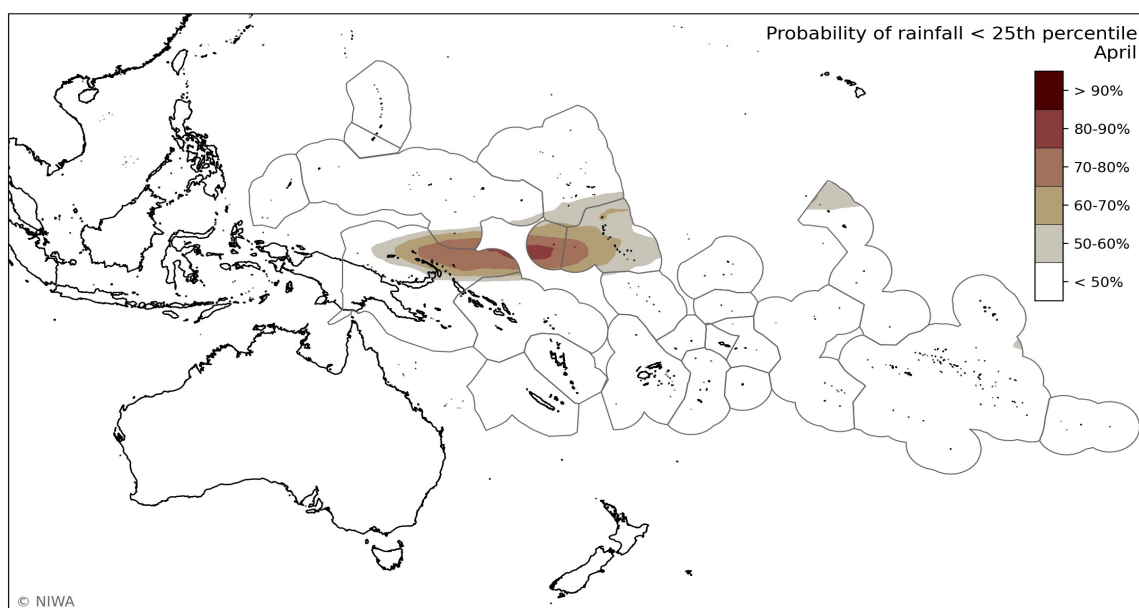 Probability of rainfall < 25th percentile
April
> 90%
80-90%
70-80%
60-70%
50-60%
< 50%
© NIWA